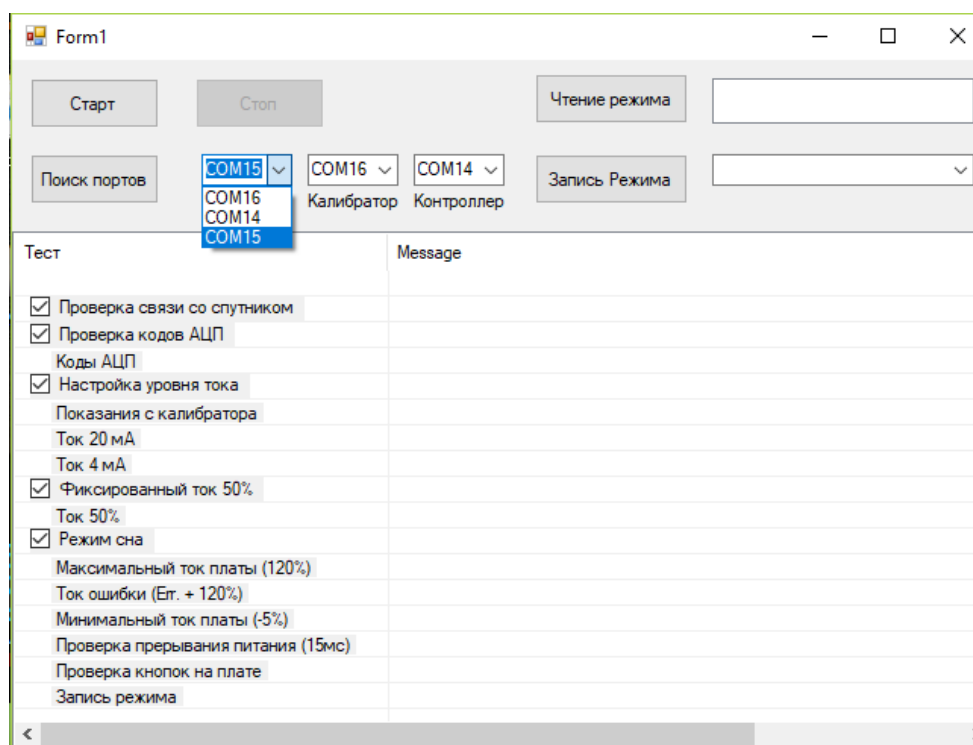 Form1
Старт Стоп Чтение режима
Поиск портов COM15 COM16 COM14 Запись Режима
COM16 Калибратор Контроллер
COM14
COM15
Тест Message
Проверка связи со спутником
Проверка кодов АЦП
Коды АЦП
Настройка уровня тока
Показания с калибратора
Ток 20 мА
Ток 4 мА
Фиксированный ток 50%
Ток 50%
Режим сна
Максимальный ток платы (120%)
Ток ошибки (Err. + 120%)
Минимальный ток платы (-5%)
Проверка прерывания питания (15мс)
Проверка кнопок на плате
Запись режима